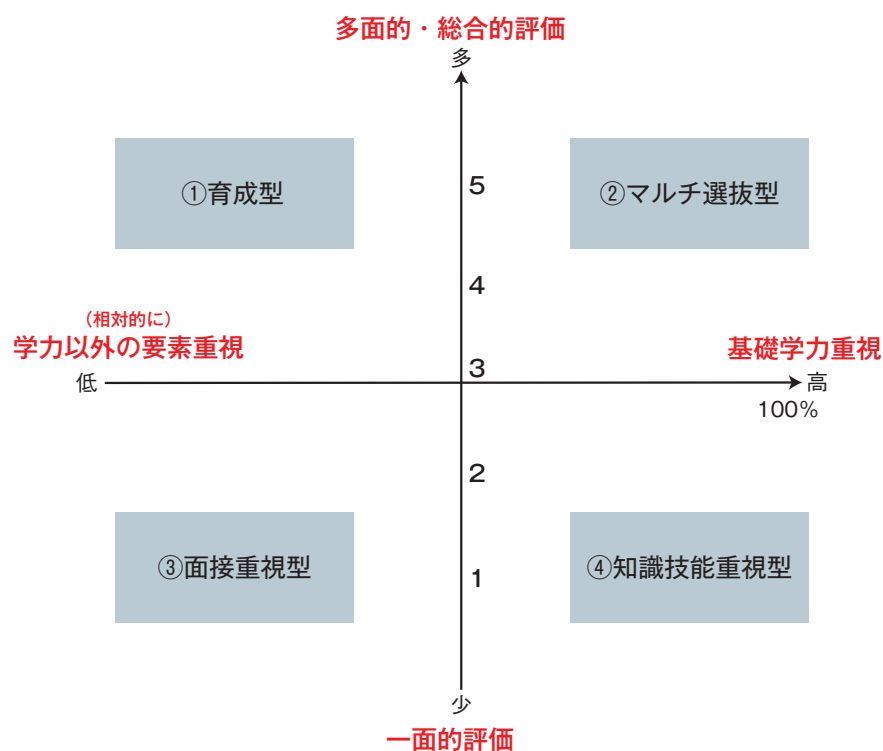 多面的・総合的評価
多
①育成型
5
②マルチ選抜型
4
（相対的に）
学力以外の要素重視
基礎学力重視
3
低
高
100%
2
③面接重視型
1
④知識技能重視型
少
一面的評価